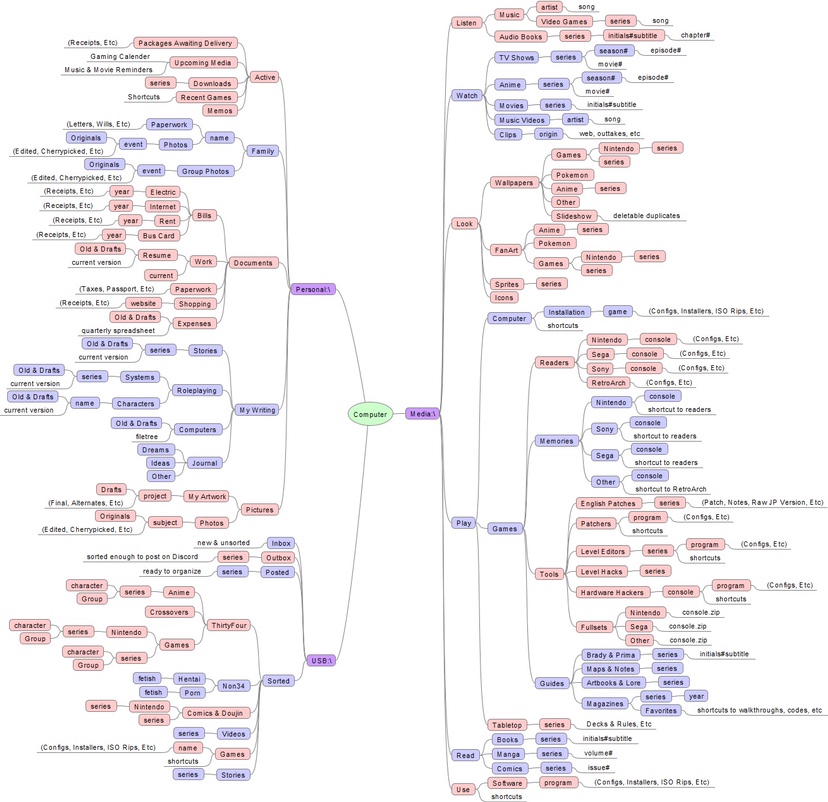 Computer
Personal:\
Active
Packages Awaiting Delivery
(Receipts, Etc)
Upcoming Media
Gaming Calender
Music & Movie Reminders
Downloads
series
Recent Games
Shortcuts
Memos
Family
name
Paperwork
(Letters, Wills, Etc)
Photos
event
Originals
(Edited, Cherrypicked, Etc)
Group Photos
event
Originals
(Edited, Cherrypicked, Etc)
Documents
Bills
Electric
year
(Receipts, Etc)
Internet
year
(Receipts, Etc)
Rent
year
(Receipts, Etc)
Bus Card
year
(Receipts, Etc)
Work
Resume
Old & Drafts
current version
current
Paperwork
(Taxes, Passport, Etc)
Shopping
website
(Receipts, Etc)
Expenses
Old & Drafts
quarterly spreadsheet
My Writing
Stories
series
Old & Drafts
current version
Roleplaying
Systems
series
Old & Drafts
current version
Characters
name
Old & Drafts
current version
Computers
Old & Drafts
filetree
Journal
Dreams
Ideas
Other
Pictures
My Artwork
project
Drafts
(Final, Alternates, Etc)
Photos
subject
Originals
(Edited, Cherrypicked, Etc)
USB:\
Inbox
new & unsorted
Outbox
series
sorted enough to post on Discord
Posted
series
ready to organize
Sorted
ThirtyFour
Anime
series
character
Group
Crossovers
Games
Nintendo
series
character
Group
series
character
Group
Non34
Hentai
fetish
Porn
fetish
Comics & Doujin
Nintendo
series
series
Videos
series
Games
name
(Configs, Installers, ISO Rips, Etc)
shortcuts
Stories
series
Media:\
Listen
Music
artist
song
Video Games
series
song
Audio Books
series
initials#subtitle
chapter#
Watch
TV Shows
series
season#
episode#
movie#
Anime
series
season#
episode#
movie#
Movies
series
initials#subtitle
Music Videos
artist
song
Clips
origin
web, outtakes, etc
Look
Wallpapers
Games
Nintendo
series
series
Pokemon
Anime
series
Other
Slideshow
deletable duplicates
FanArt
Anime
series
Pokemon
Games
Nintendo
series
series
Sprites
series
Icons
Play
Computer
Installation
game
(Configs, Installers, ISO Rips, Etc)
shortcuts
Games
Readers
Nintendo
console
(Configs, Etc)
Sega
console
(Configs, Etc)
Sony
console
(Configs, Etc)
RetroArch
(Configs, Etc)
Memories
Nintendo
console
shortcut to readers
Sony
console
shortcut to readers
Sega
console
shortcut to readers
Other
console
shortcut to RetroArch
Tools
English Patches
series
(Patch, Notes, Raw JP Version, Etc)
Patchers
program
(Configs, Etc)
shortcuts
Level Editors
series
program
(Configs, Etc)
shortcuts
Level Hacks
series
Hardware Hackers
console
program
(Configs, Etc)
shortcuts
Fullsets
Nintendo
console.zip
Sega
console.zip
Other
console.zip
Guides
Brady & Prima
series
initials#subtitle
Maps & Notes
series
Artbooks & Lore
series
Magazines
series
year
Favorites
shortcuts to walkthroughs, codes, etc
Tabletop
series
Decks & Rules, Etc
Read
Books
series
initials#subtitle
Manga
series
volume#
Comics
series
issue#
Use
Software
program
(Configs, Installers, ISO Rips, Etc)
shortcuts